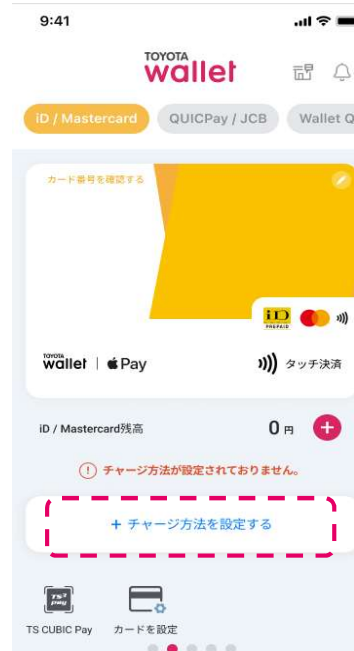 9:41
TOYOTA
wallet
iD / Mastercard
QUICPay / JCB
Wallet Q
カード番号を確認する
iD
PREPAID
TOYOTA
wallet | Pay
タッチ決済
iD / Mastercard残高
0 円
チャージ方法が設定されておりません。
+ チャージ方法を設定する
TS³
pay
TS CUBIC Pay
カードを設定